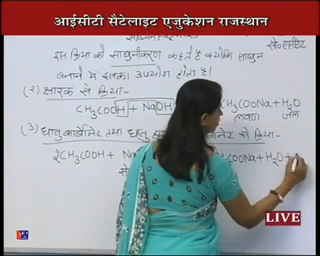 आईसीटी सैटेलाइट एजुकेशन राजस्थान
इस क्रिया को साबुनीकरण कहते है क्योंकि साबुन
बनाने में इसका उपयोग होता है।
(2) क्षारक से क्रिया-
CH₃COOH + NaOH CH₃COONa + H₂O
लवण जल
(3) धातु कार्बोनेट तथा धातु से क्रिया-
2CH₃COOH + COONa + H₂O +
LIVE